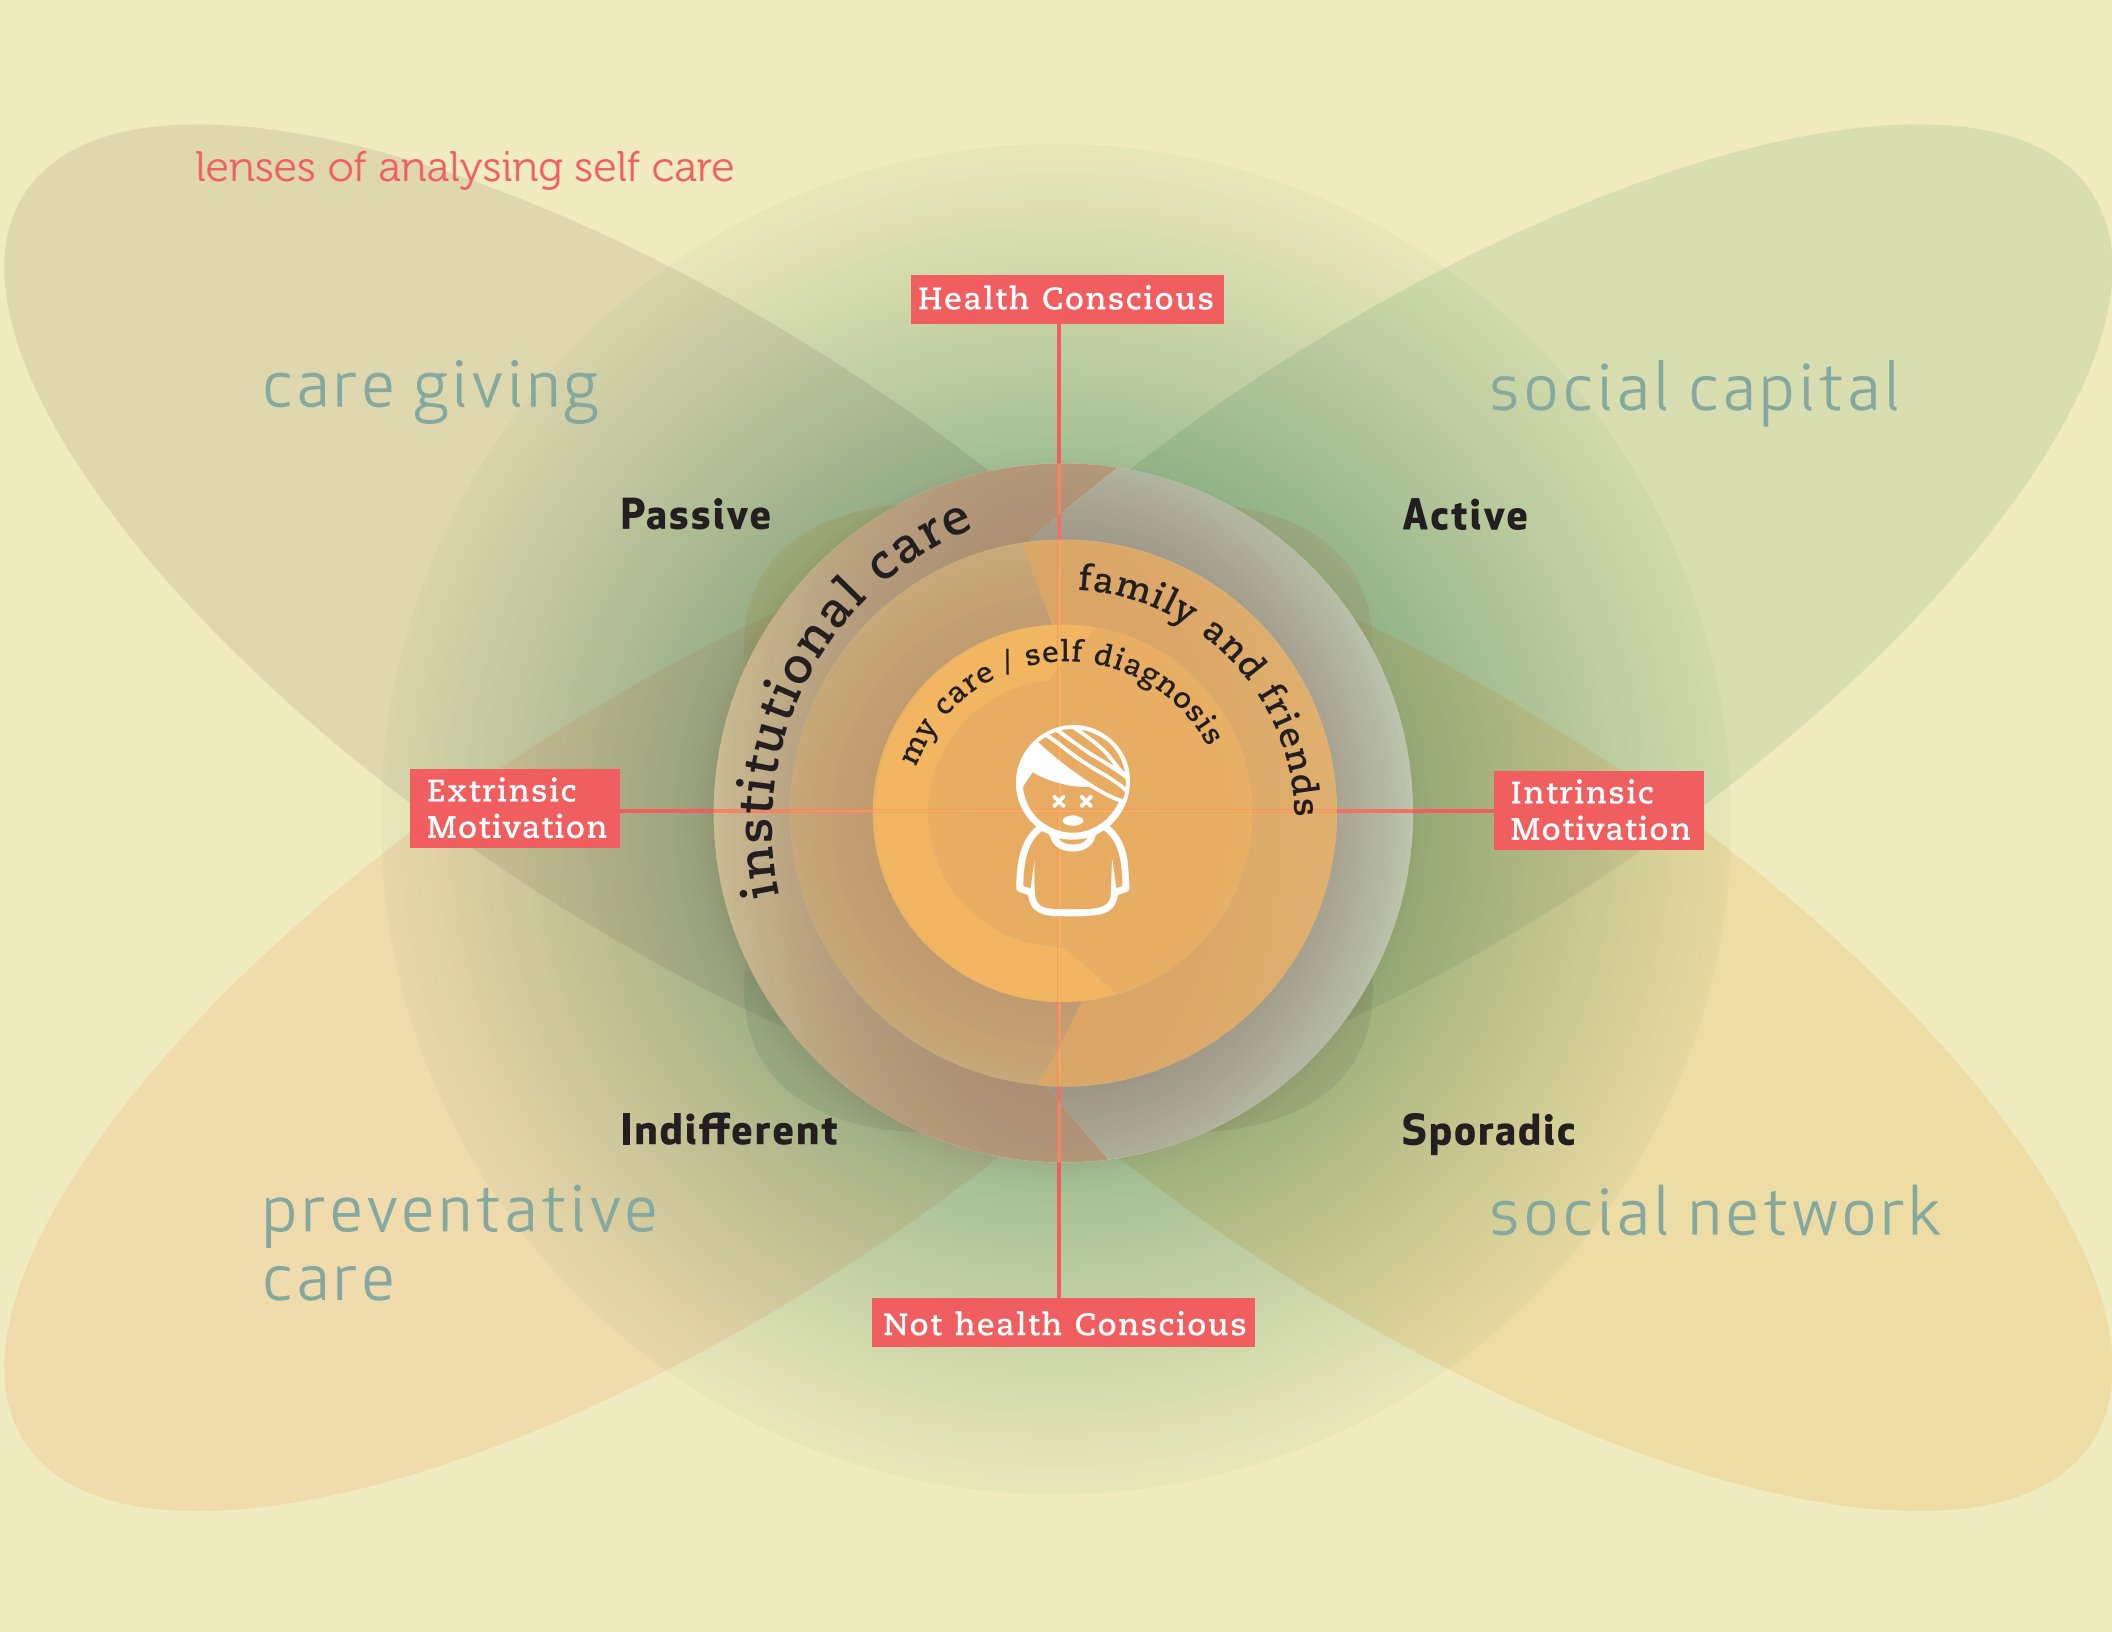 lenses of analysing self care
Health Conscious
care giving
social capital
Passive
Active
institutional care
family and friends
my care / self diagnosis
Extrinsic
Motivation
Intrinsic
Motivation
Indifferent
Sporadic
preventative
care
social network
Not health Conscious